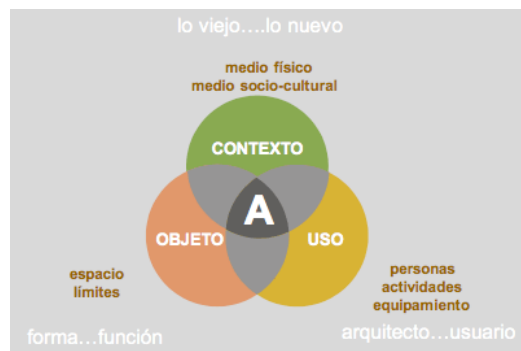 lo viejo....lo nuevo
medio físico
medio socio-cultural
CONTEXTO
A
OBJETO
USO
espacio
límites
personas
actividades
equipamiento
forma...función
arquitecto...usuario